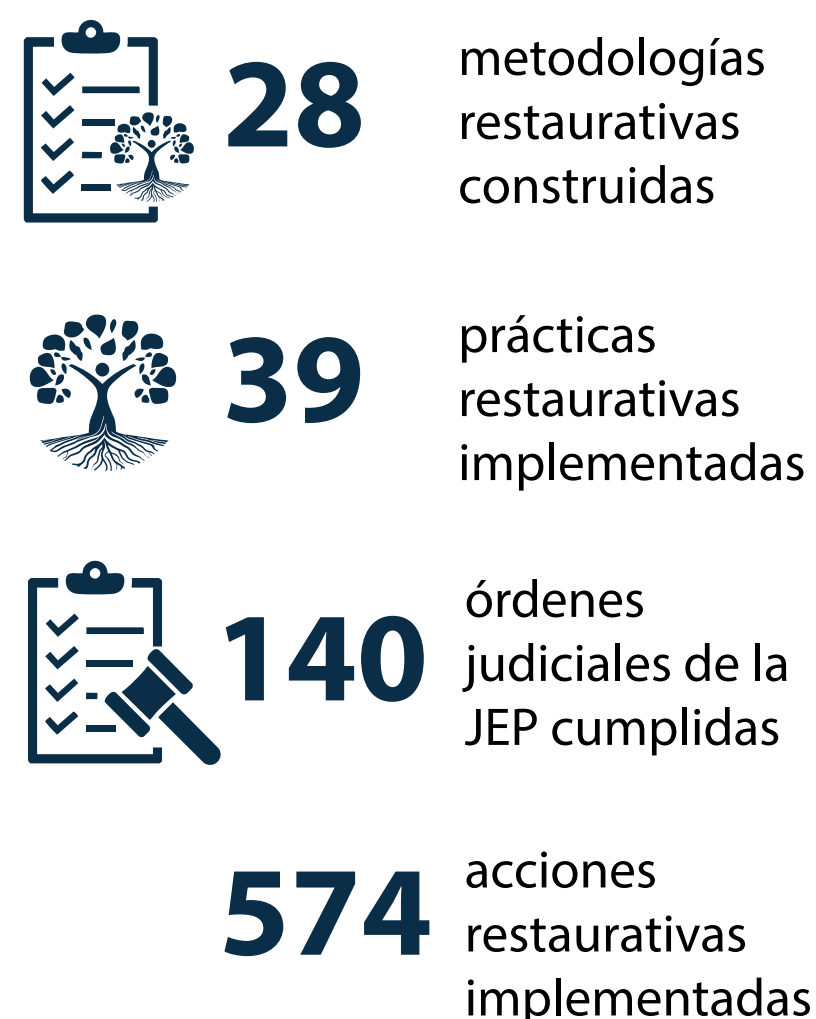 28
metodologías
restaurativas
construidas
39
prácticas
restaurativas
implementadas
140
órdenes
judiciales de la
JEP cumplidas
574
acciones
restaurativas
implementadas